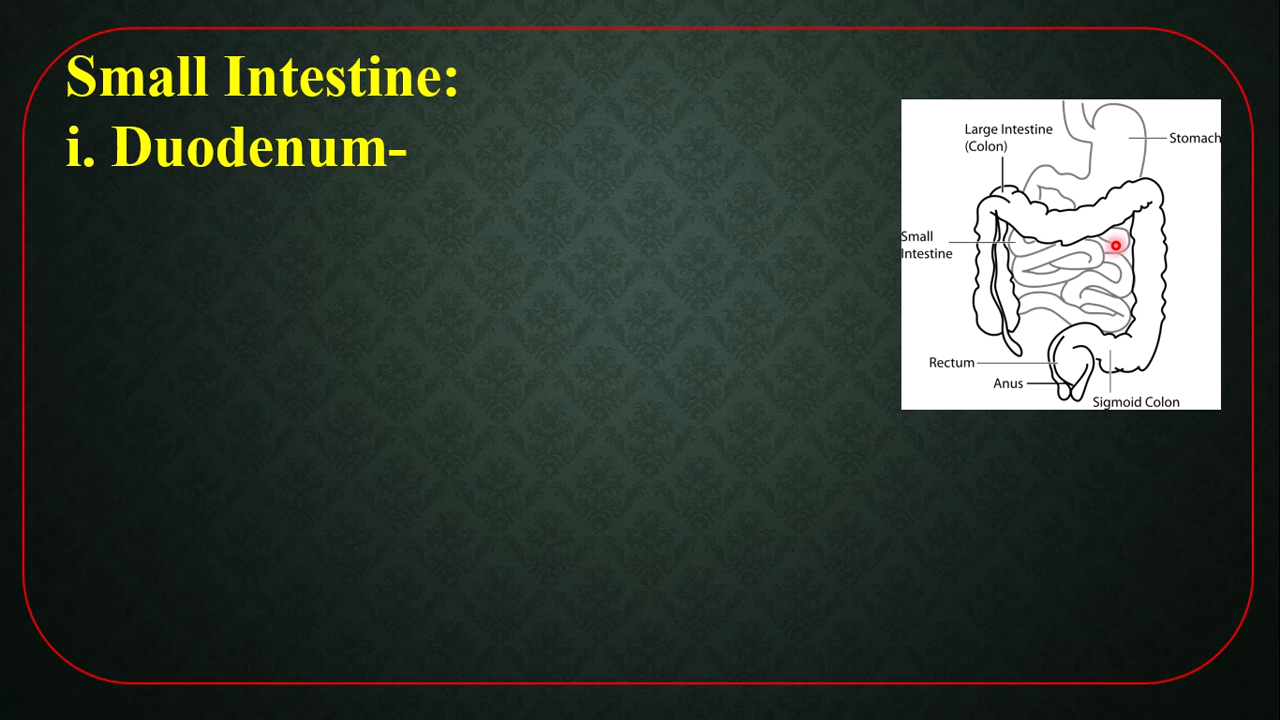 Small Intestine:
i. Duodenum-
Large Intestine
(Colon)
Stomach
Small
Intestine
Rectum
Anus
Sigmoid Colon